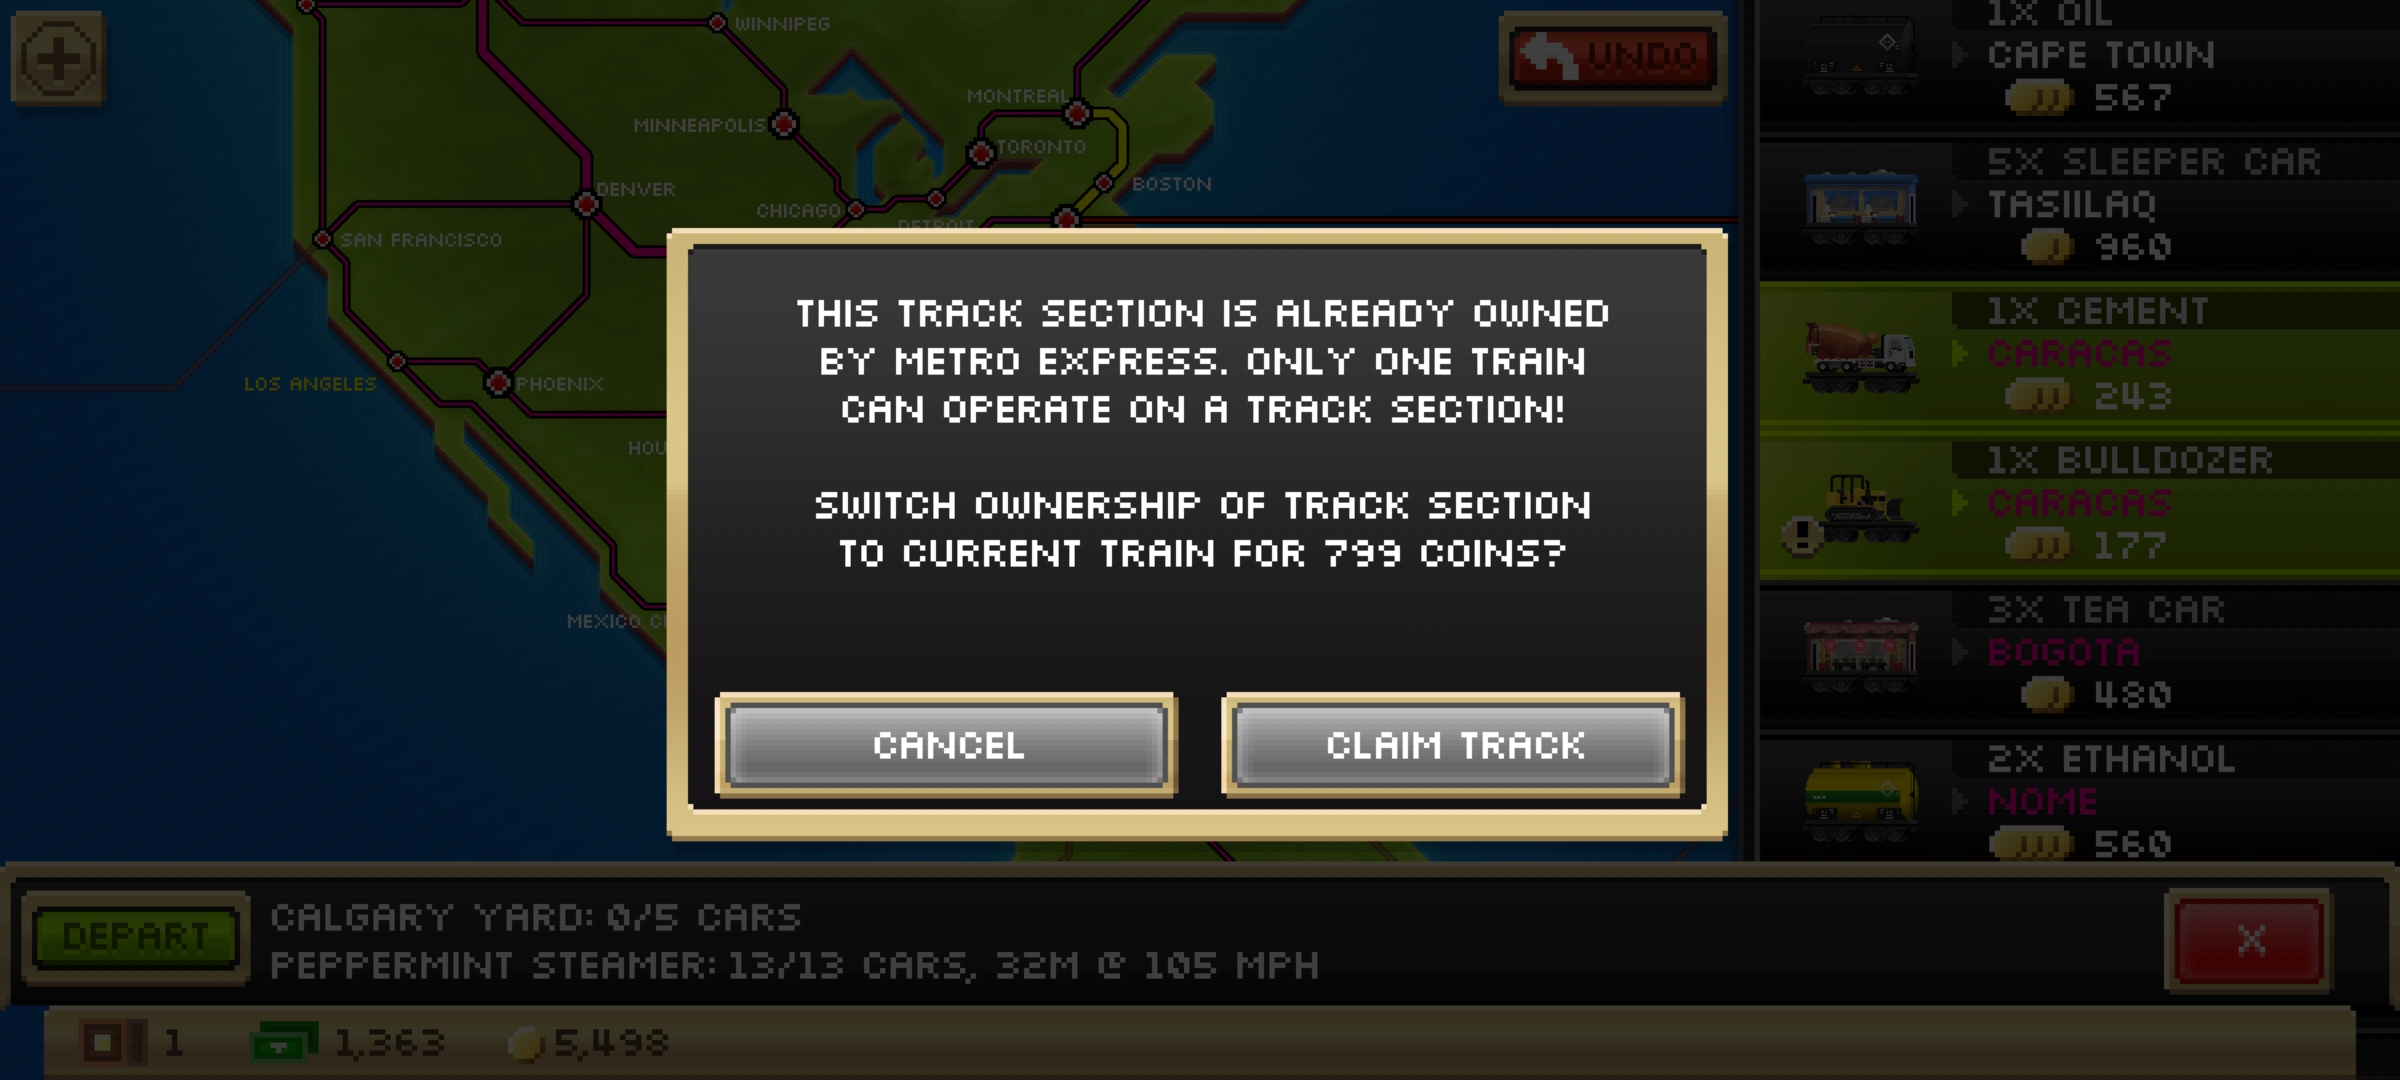 WINNIPEG
UNDO
MONTREAL
MINNEAPOLIS
TORONTO
DENVER
BOSTON
CHICAGO
DETROIT
SAN FRANCISCO
LOS ANGELES
PHOENIX
MEXICO
THIS TRACK SECTION IS ALREADY OWNED
BY METRO EXPRESS. ONLY ONE TRAIN
CAN OPERATE ON A TRACK SECTION!
SWITCH OWNERSHIP OF TRACK SECTION
TO CURRENT TRAIN FOR 799 COINS?
CANCEL
CLAIM TRACK
1X OIL
CAPE TOWN
567
5X SLEEPER CAR
TASIILAQ
960
1X CEMENT
CARACAS
243
1X BULLDOZER
CARACAS
177
3X TEA CAR
BOGOTA
480
2X ETHANOL
NOME
560
DEPART
CALGARY YARD: 0/5 CARS
PEPPERMINT STEAMER: 13/13 CARS, 32M @ 105 MPH
X
1
1,363
5,498